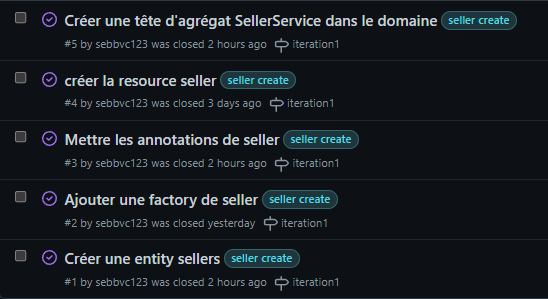 Créer une tête d'agrégat SellerService dans le domaine seller create
#5 by sebbvc123 was closed 2 hours ago iteration1
créer la resource seller seller create
#4 by sebbvc123 was closed 3 days ago iteration1
Mettre les annotations de seller seller create
#3 by sebbvc123 was closed 2 hours ago iteration1
Ajouter une factory de seller seller create
#2 by sebbvc123 was closed yesterday iteration1
Créer une entity sellers seller create
#1 by sebbvc123 was closed 2 hours ago iteration1